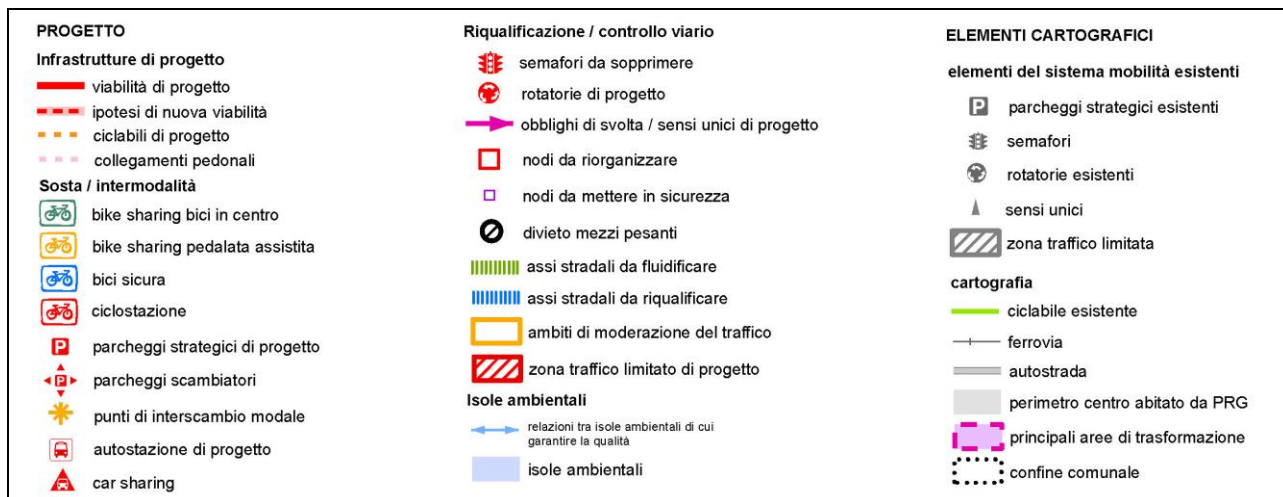 PROGETTO
Infrastrutture di progetto
viabilità di progetto
ipotesi di nuova viabilità
ciclabili di progetto
collegamenti pedonali
Sosta / intermodalità
bike sharing bici in centro
bike sharing pedalata assistita
bici sicura
ciclostazione
P parcheggi strategici di progetto
P parcheggi scambiatori
punti di interscambio modale
autostazione di progetto
car sharing
Riqualificazione / controllo viario
semafori da sopprimere
rotatorie di progetto
obblighi di svolta / sensi unici di progetto
nodi da riorganizzare
nodi da mettere in sicurezza
divieto mezzi pesanti
assi stradali da fluidificare
assi stradali da riqualificare
ambiti di moderazione del traffico
zona traffico limitato di progetto
Isole ambientali
relazioni tra isole ambientali di cui
garantire la qualità
isole ambientali
ELEMENTI CARTOGRAFICI
elementi del sistema mobilità esistenti
P parcheggi strategici esistenti
semafori
rotatorie esistenti
sensi unici
zona traffico limitata
cartografia
ciclabile esistente
ferrovia
autostrada
perimetro centro abitato da PRG
principali aree di trasformazione
confine comunale